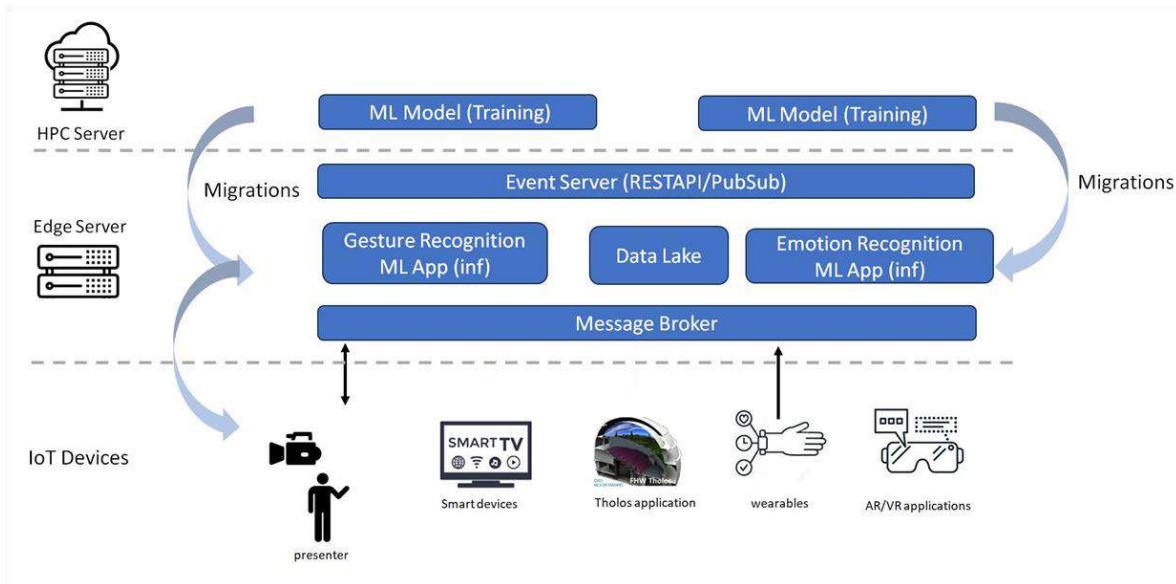 HPC Server
ML Model (Training)
ML Model (Training)
Migrations
Event Server (RESTAPI/PubSub)
Migrations
Edge Server
Gesture Recognition
ML App (inf)
Data Lake
Emotion Recognition
ML App (inf)
Message Broker
IoT Devices
presenter
SMART TV
Smart devices
FHW Tholos
Tholos application
wearables
AR/VR applications